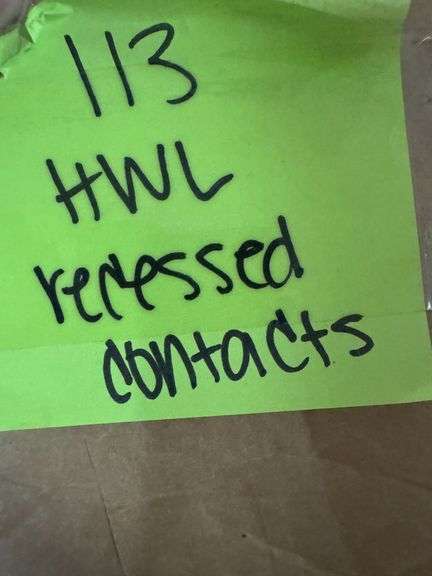 113
HWL
recessed
contacts